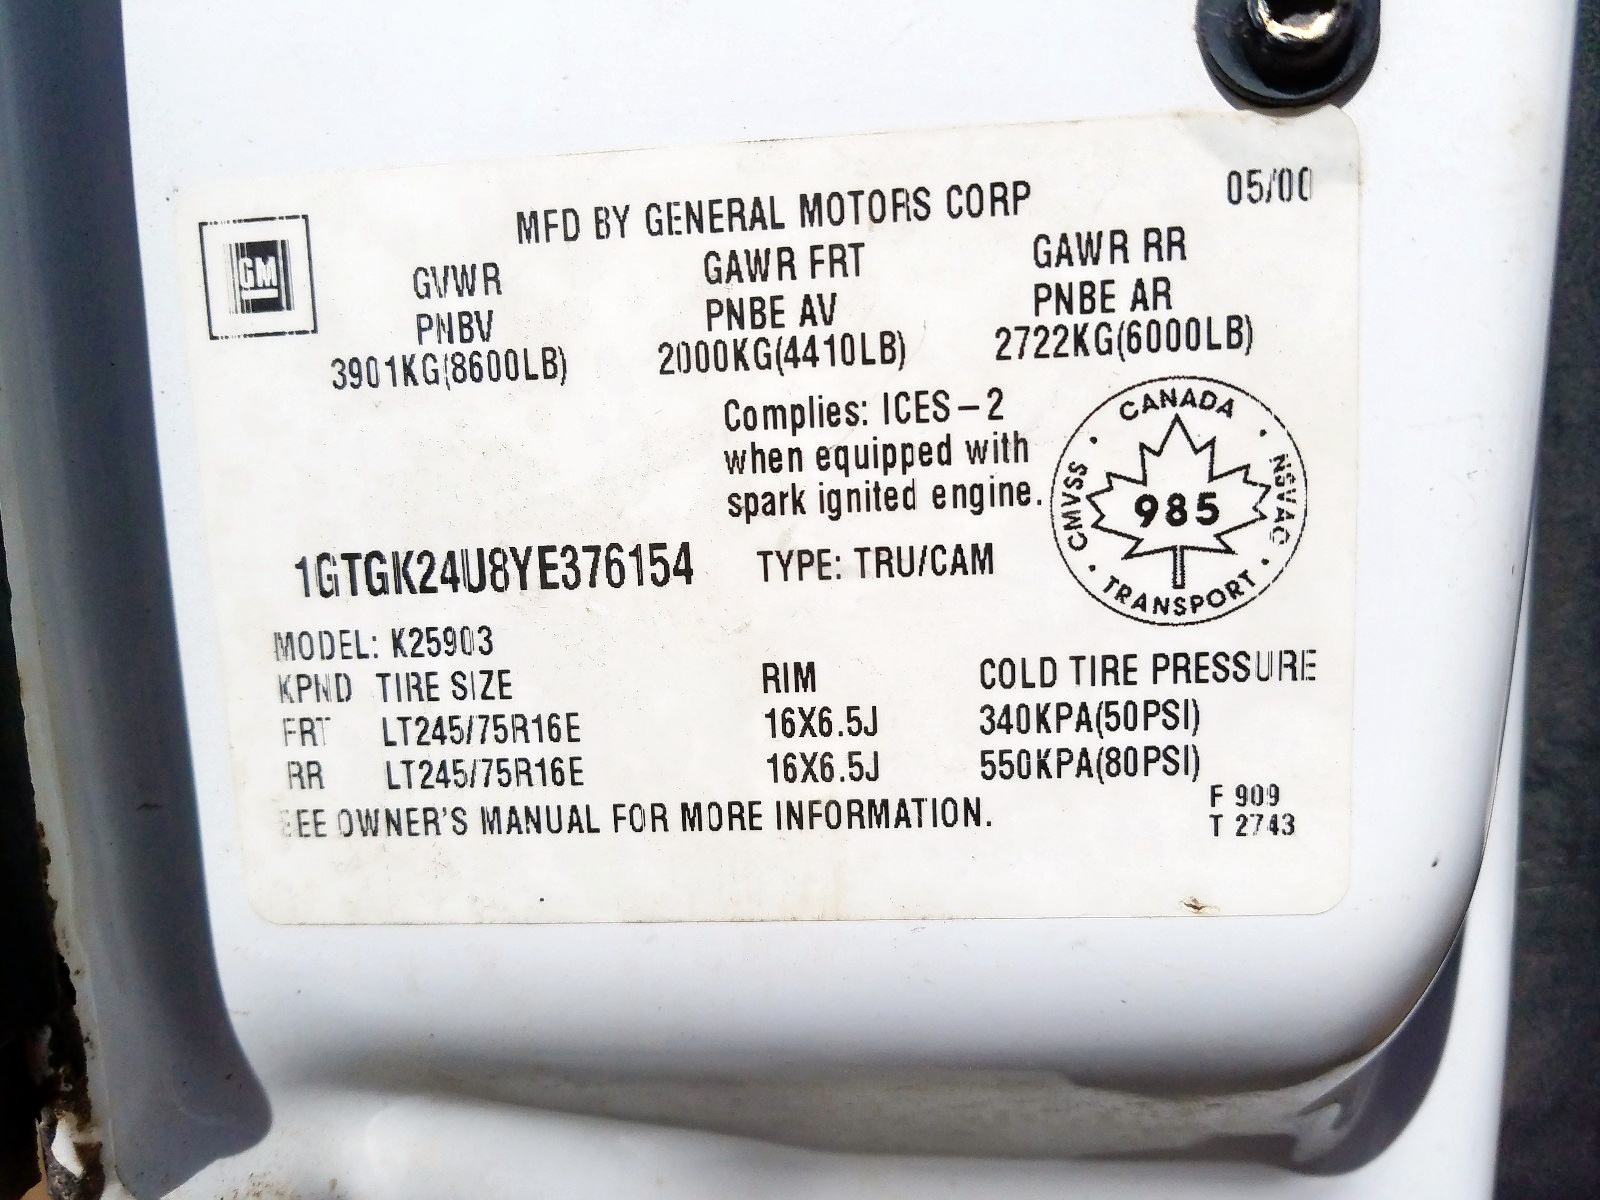 05/00
MFD BY GENERAL MOTORS CORP
GM
GVWR GAWR FRT GAWR RR
PNBV PNBE AV PNBE AR
3901KG(8600LB) 2000KG(4410LB) 2722KG(6000LB)
Complies: ICES-2
when equipped with
spark ignited engine.
CANADA
CMVSS
985
NSVAC
TRANSPORT
1GTGK24U8YE376154 TYPE: TRU/CAM
MODEL: K25903
KPND TIRE SIZE RIM COLD TIRE PRESSURE
FRT LT245/75R16E 16X6.5J 340KPA(50PSI)
RR LT245/75R16E 16X6.5J 550KPA(80PSI)
SEE OWNER'S MANUAL FOR MORE INFORMATION.
F 909
T 2743